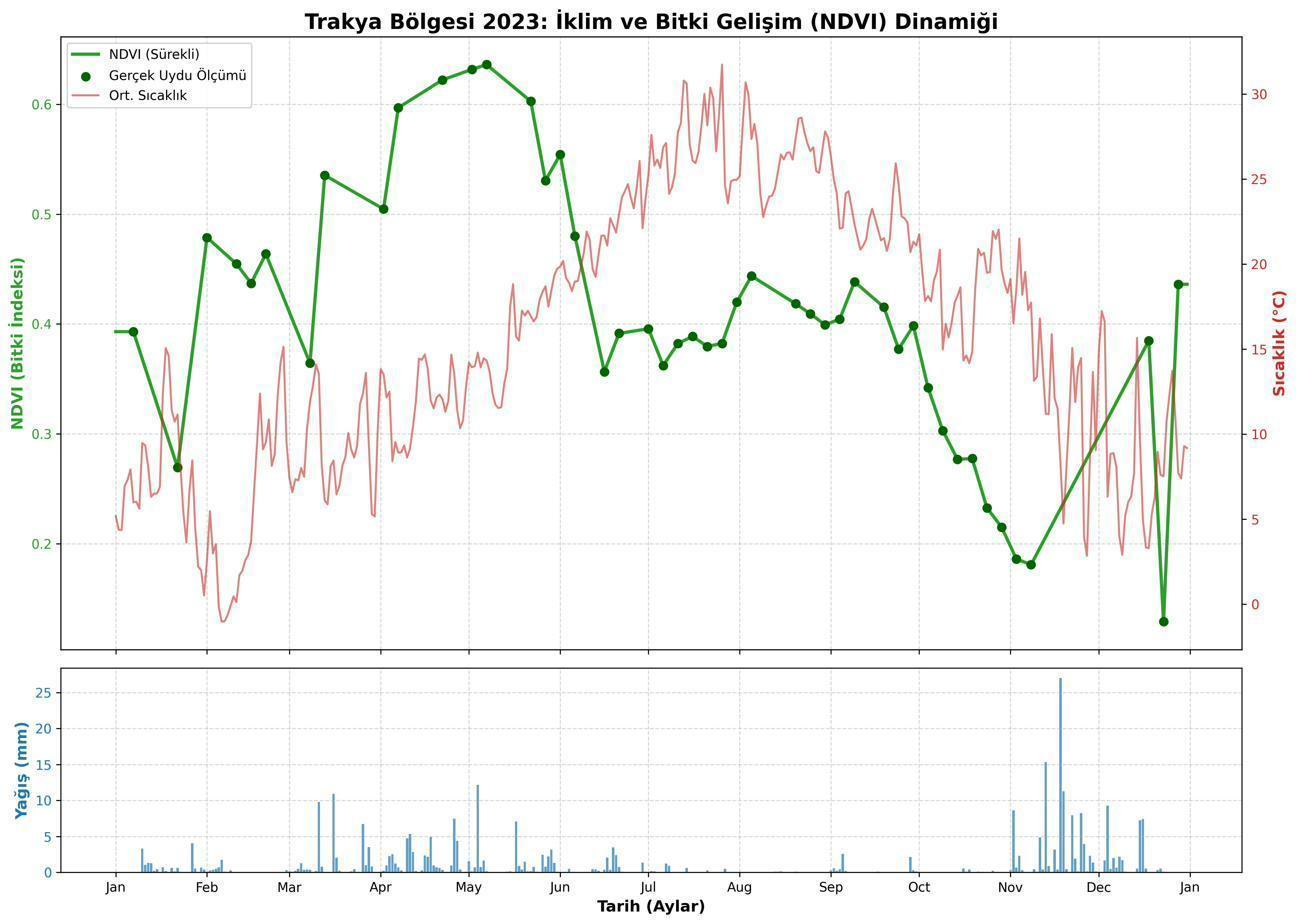 Trakya Bölgesi 2023: İklim ve Bitki Gelişim (NDVI) Dinamiği
NDVI (Sürekli)
Gerçek Uydu Ölçümü
Ort. Sıcaklık
NDVI (Bitki İndeksi)
0.6
0.5
0.4
0.3
0.2
Sıcaklık (°C)
30
25
20
15
10
5
0
Yağış (mm)
25
20
15
10
5
0
Jan Feb Mar Apr May Jun Jul Aug Sep Oct Nov Dec Jan
Tarih (Aylar)